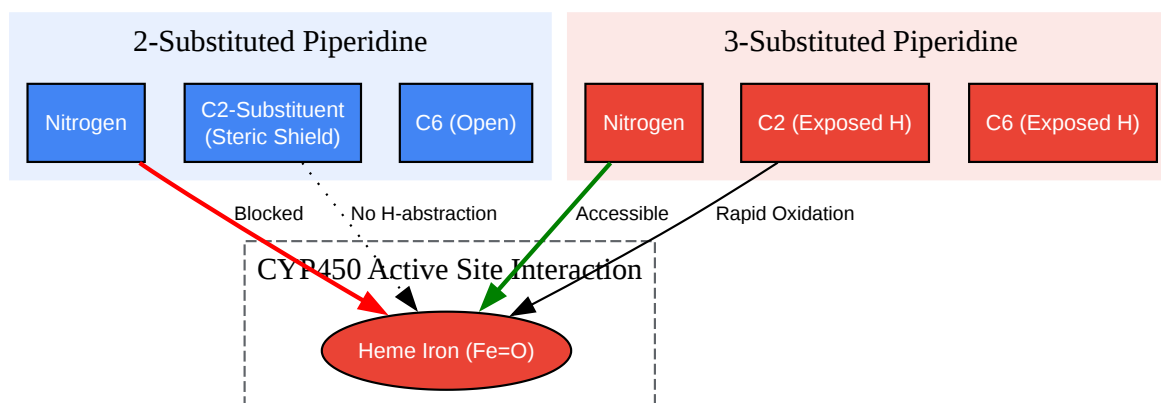 2-Substituted Piperidine
3-Substituted Piperidine
Nitrogen
C2-Substituent
(Steric Shield)
C6 (Open)
Nitrogen
C2 (Exposed H)
C6 (Exposed H)
Blocked
No H-abstraction
Accessible
Rapid Oxidation
CYP450 Active Site Interaction
Heme Iron (Fe=O)